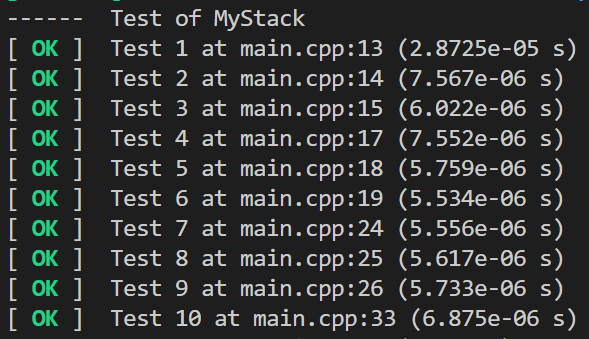 ------  Test of MyStack
[ OK ]  Test 1 at main.cpp:13 (2.8725e-05 s)
[ OK ]  Test 2 at main.cpp:14 (7.567e-06 s)
[ OK ]  Test 3 at main.cpp:15 (6.022e-06 s)
[ OK ]  Test 4 at main.cpp:17 (7.552e-06 s)
[ OK ]  Test 5 at main.cpp:18 (5.759e-06 s)
[ OK ]  Test 6 at main.cpp:19 (5.534e-06 s)
[ OK ]  Test 7 at main.cpp:24 (5.556e-06 s)
[ OK ]  Test 8 at main.cpp:25 (5.617e-06 s)
[ OK ]  Test 9 at main.cpp:26 (5.733e-06 s)
[ OK ]  Test 10 at main.cpp:33 (6.875e-06 s)